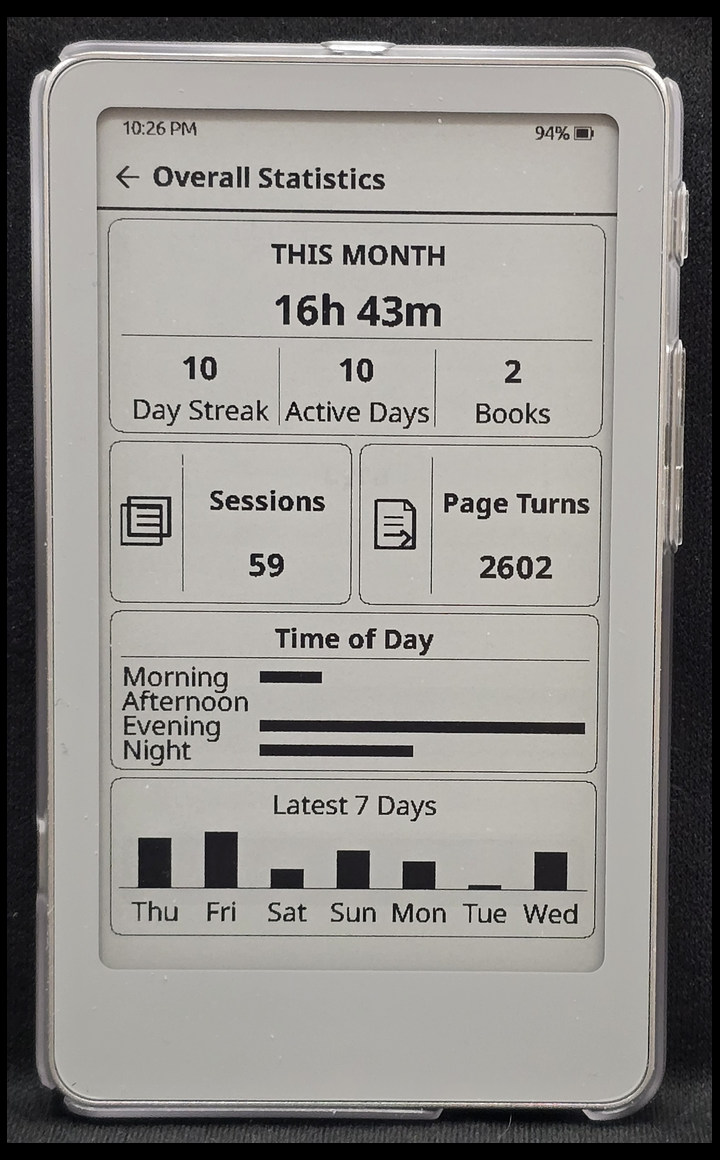 10:26 PM 94%
← Overall Statistics
THIS MONTH
16h 43m
10 10 2
Day Streak Active Days Books
Sessions Page Turns
59 2602
Time of Day
Morning
Afternoon
Evening
Night
Latest 7 Days
Thu Fri Sat Sun Mon Tue Wed